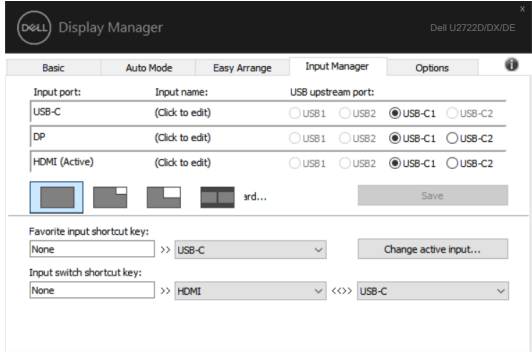 x
DELL Display Manager Dell U2722D/DX/DE
Basic Auto Mode Easy Arrange Input Manager Options i
Input port: Input name: USB upstream port:
USB-C (Click to edit) USB1 USB2 USB-C1 USB-C2
DP (Click to edit) USB1 USB2 USB-C1 USB-C2
HDMI (Active) (Click to edit) USB1 USB2 USB-C1 USB-C2
ard... Save
Favorite input shortcut key:
None >> USB-C Change active input...
Input switch shortcut key:
None >> HDMI <<>> USB-C